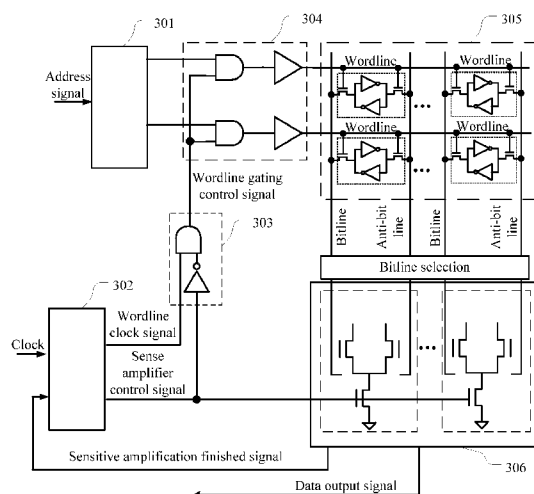 301
304
305
Address
signal
Wordline
Wordline
...
Wordline
Wordline
...
Wordline gating
control signal
303
Bitline
Anti-bit
line
Bitline
Anti-bit
line
Bitline selection
302
Clock
Wordline
clock signal
Sense
amplifier
control signal
...
Sensitive amplification finished signal
306
Data output signal